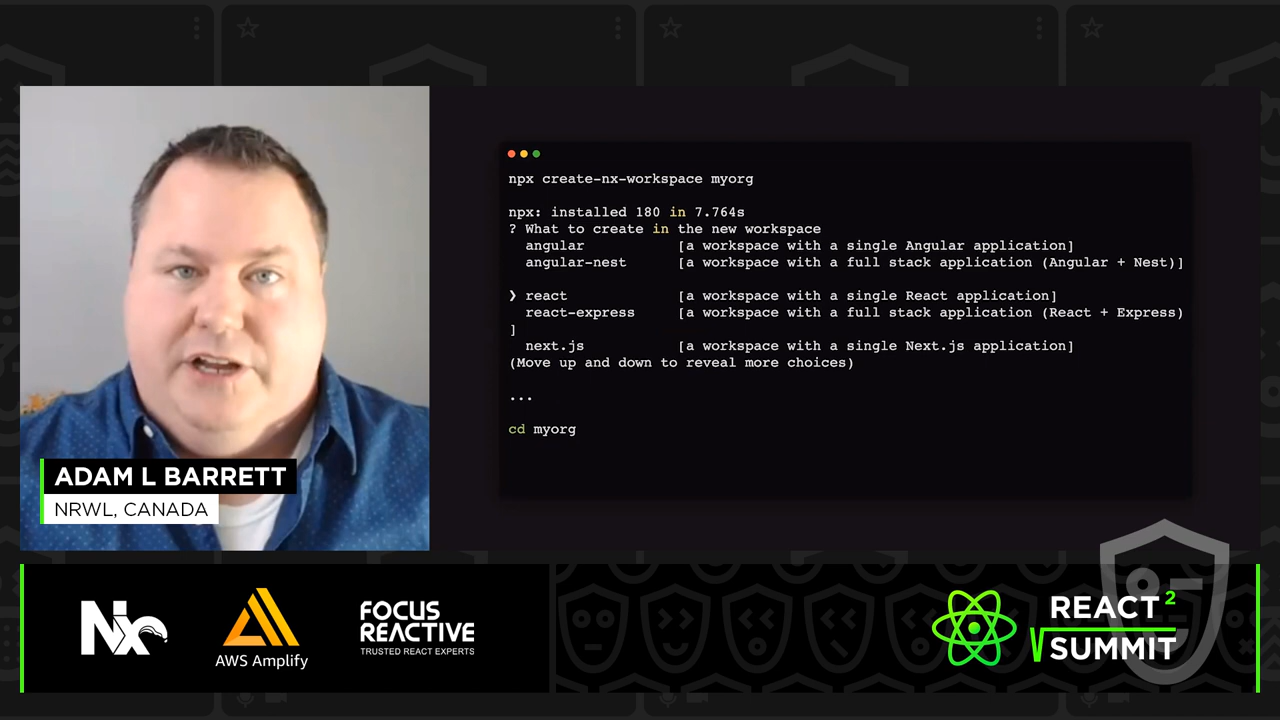 npx create-nx-workspace myorg
npx: installed 180 in 7.764s
? What to create in the new workspace
angular [a workspace with a single Angular application]
angular-nest [a workspace with a full stack application (Angular + Nest)]
❯ react [a workspace with a single React application]
react-express [a workspace with a full stack application (React + Express)
]
next.js [a workspace with a single Next.js application]
(Move up and down to reveal more choices)
...
cd myorg
ADAM L BARRETT
NRWL, CANADA
Nx
AWS Amplify
FOCUS
REACTIVE
TRUSTED REACT EXPERTS
REACT 2
SUMMIT